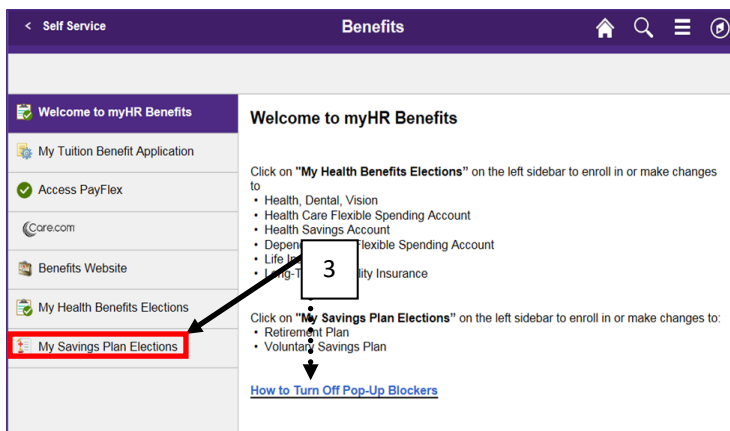 < Self Service
Benefits
Welcome to myHR Benefits
My Tuition Benefit Application
Access PayFlex
Care.com
Benefits Website
My Health Benefits Elections
My Savings Plan Elections
Welcome to myHR Benefits
Click on "My Health Benefits Elections” on the left sidebar to enroll in or make changes
to
• Health, Dental, Vision
• Health Care Flexible Spending Account
• Health Savings Account
• Flexible Spending Account
• Life
• Insurance
3
Click on "My Savings Plan Elections” on the left sidebar to enroll in or make changes to:
• Retirement Plan
• Voluntary Savings Plan
How to Turn Off Pop-Up Blockers